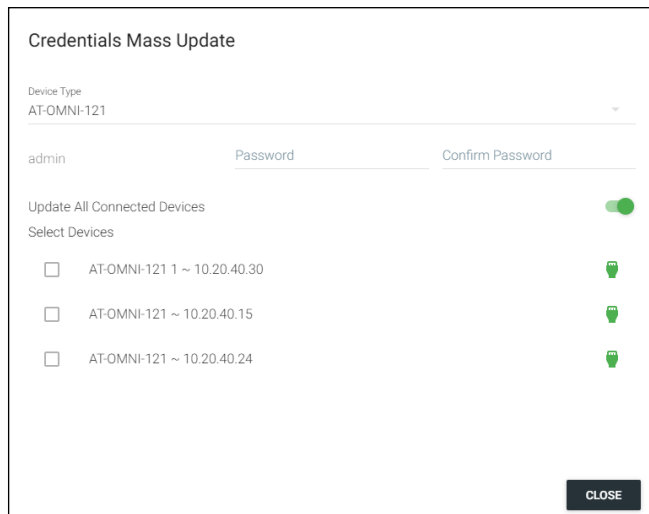 Credentials Mass Update
Device Type
AT-OMNI-121
admin Password Confirm Password
Update All Connected Devices
Select Devices
AT-OMNI-121 1 ~ 10.20.40.30
AT-OMNI-121 ~ 10.20.40.15
AT-OMNI-121 ~ 10.20.40.24
CLOSE